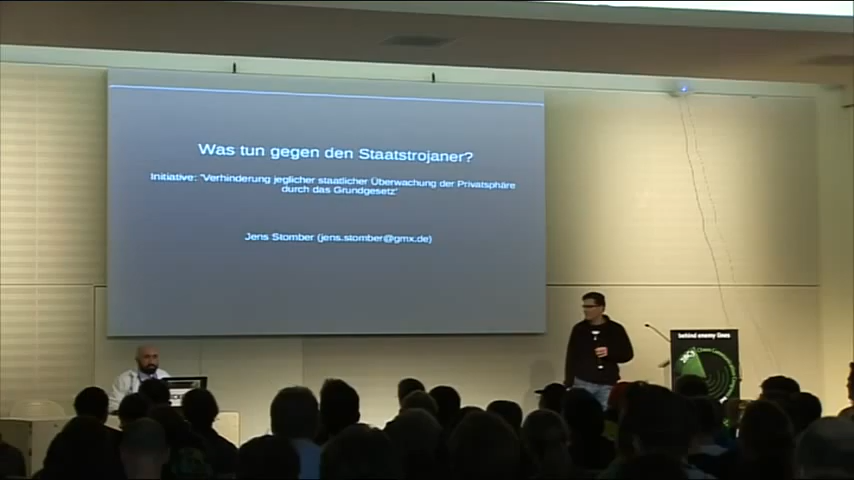 Was tun gegen den Staatstrojaner?
Initiative: "Verhinderung jeglicher staatlicher Überwachung der Privatsphäre
durch das Grundgesetz"
Jens Stomber (jens.stomber@gmx.de)
behind enemy lines